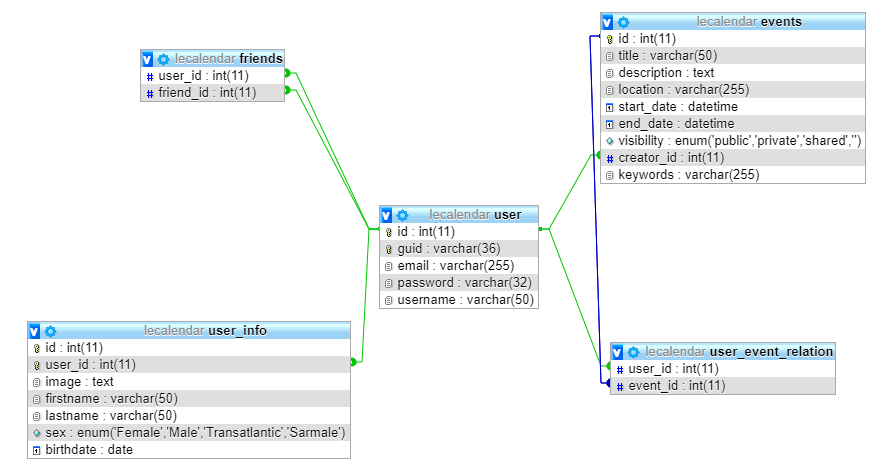 lecalendar friends
user_id : int(11)
friend_id : int(11)
lecalendar events
id : int(11)
title : varchar(50)
description : text
location : varchar(255)
start_date : datetime
end_date : datetime
visibility : enum('public','private','shared','')
creator_id : int(11)
keywords : varchar(255)
lecalendar user
id : int(11)
guid : varchar(36)
email : varchar(255)
password : varchar(32)
username : varchar(50)
lecalendar user_info
id : int(11)
user_id : int(11)
image : text
firstname : varchar(50)
lastname : varchar(50)
sex : enum('Female','Male','Transatlantic','Sarmale')
birthdate : date
lecalendar user_event_relation
user_id : int(11)
event_id : int(11)